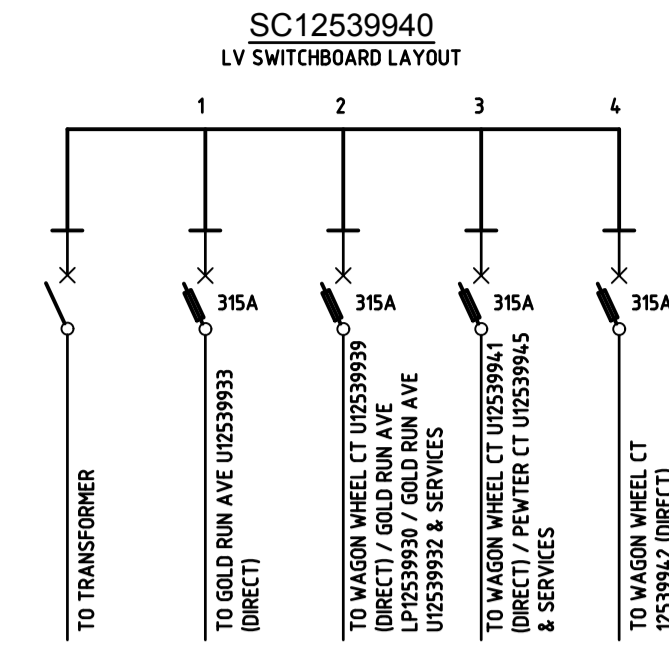 SC12539940
LV SWITCHBOARD LAYOUT
1 2 3 4
315A 315A 315A 315A
TO TRANSFORMER
TO GOLD RUN AVE U12539933
(DIRECT)
TO WAGON WHEEL CT U12539939
(DIRECT) / GOLD RUN AVE
LP12539930 / GOLD RUN AVE
U12539932 & SERVICES
TO WAGON WHEEL CT U12539941
(DIRECT) / PEWTER CT U12539945
& SERVICES
TO WAGON WHEEL CT
12539942 (DIRECT)